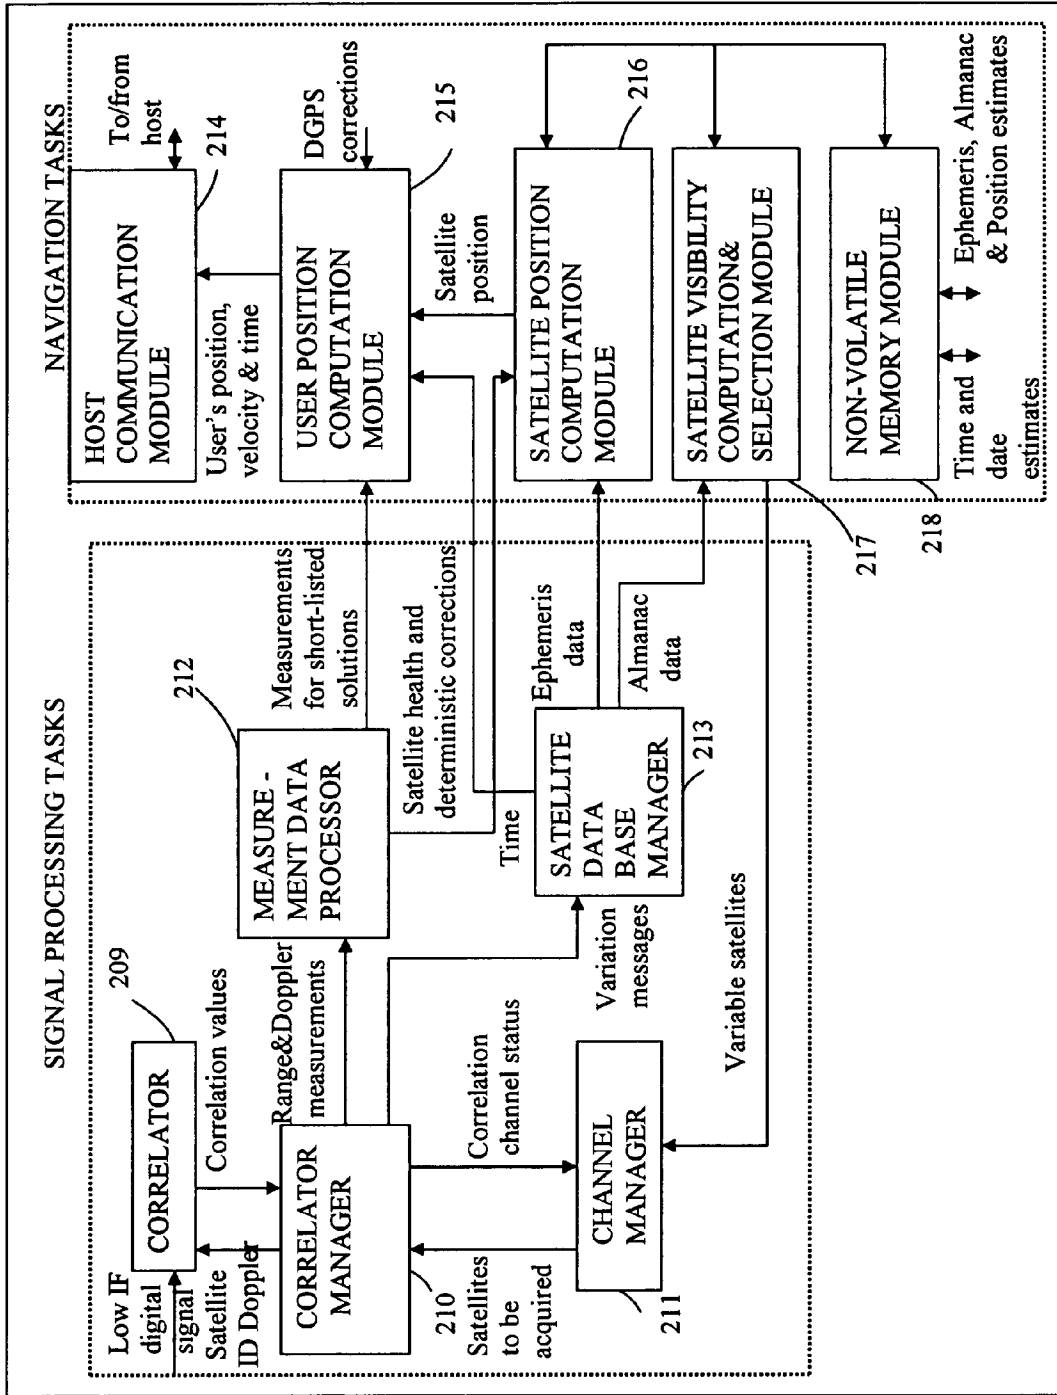 SIGNAL PROCESSING TASKS
NAVIGATION TASKS
Low IF
digital
signal
CORRELATOR
209
Satellite
ID Doppler
Correlation values
CORRELATOR
MANAGER
210
Range&Doppler
measurements
MEASURE -
MENT DATA
PROCESSOR
212
Measurements
for short-listed
solutions
Satellite health and
deterministic corrections
Satellites
to be
acquired
Correlation
channel status
CHANNEL
MANAGER
211
Variation
messages
SATELLITE
DATA
BASE
MANAGER
213
Time
Ephemeris
data
Almanac
data
Variable satellites
HOST
COMMUNICATION
MODULE
To/from
host
214
User's position,
velocity & time
USER POSITION
COMPUTATION
MODULE
DGPS
corrections
215
Satellite
position
SATELLITE POSITION
COMPUTATION
MODULE
216
SATELLITE VISIBILITY
COMPUTATION&
SELECTION MODULE
217
NON-VOLATILE
MEMORY MODULE
218
Time and
date
estimates
Ephemeris, Almanac
& Position estimates